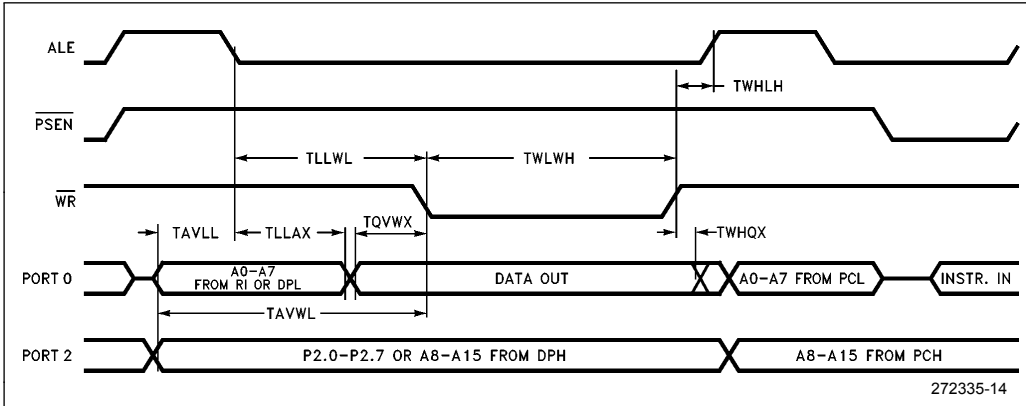 ALE
TWHLH
PSEN
TLLWL
TWLWH
WR
TAVLL
TLLAX
TQVWX
TWHQX
PORT 0
A0-A7
FROM RI OR DPL
DATA OUT
A0-A7 FROM PCL
INSTR. IN
TAVWL
PORT 2
P2.0-P2.7 OR A8-A15 FROM DPH
A8-A15 FROM PCH
272335-14